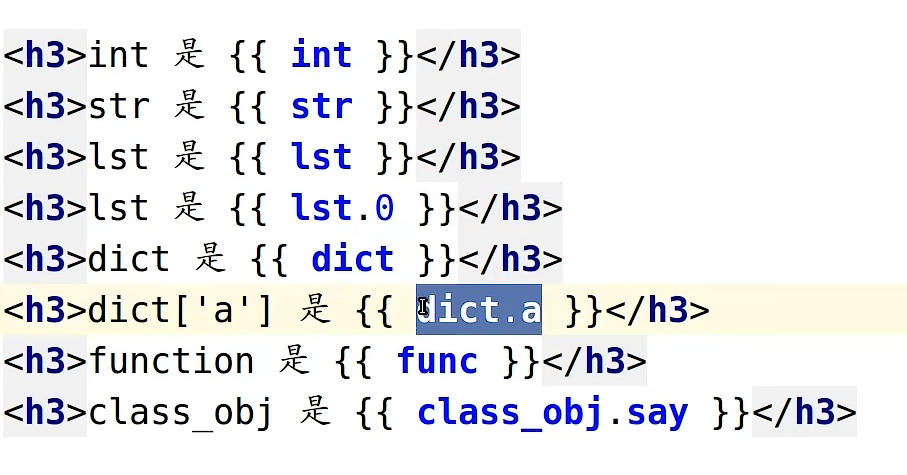 <h3>int 是 {{ int }}</h3>
<h3>str 是 {{ str }}</h3>
<h3>lst 是 {{ lst }}</h3>
<h3>lst 是 {{ lst.0 }}</h3>
<h3>dict 是 {{ dict }}</h3>
<h3>dict['a'] 是 {{ dict.a }}</h3>
<h3>function 是 {{ func }}</h3>
<h3>class_obj 是 {{ class_obj.say }}</h3>